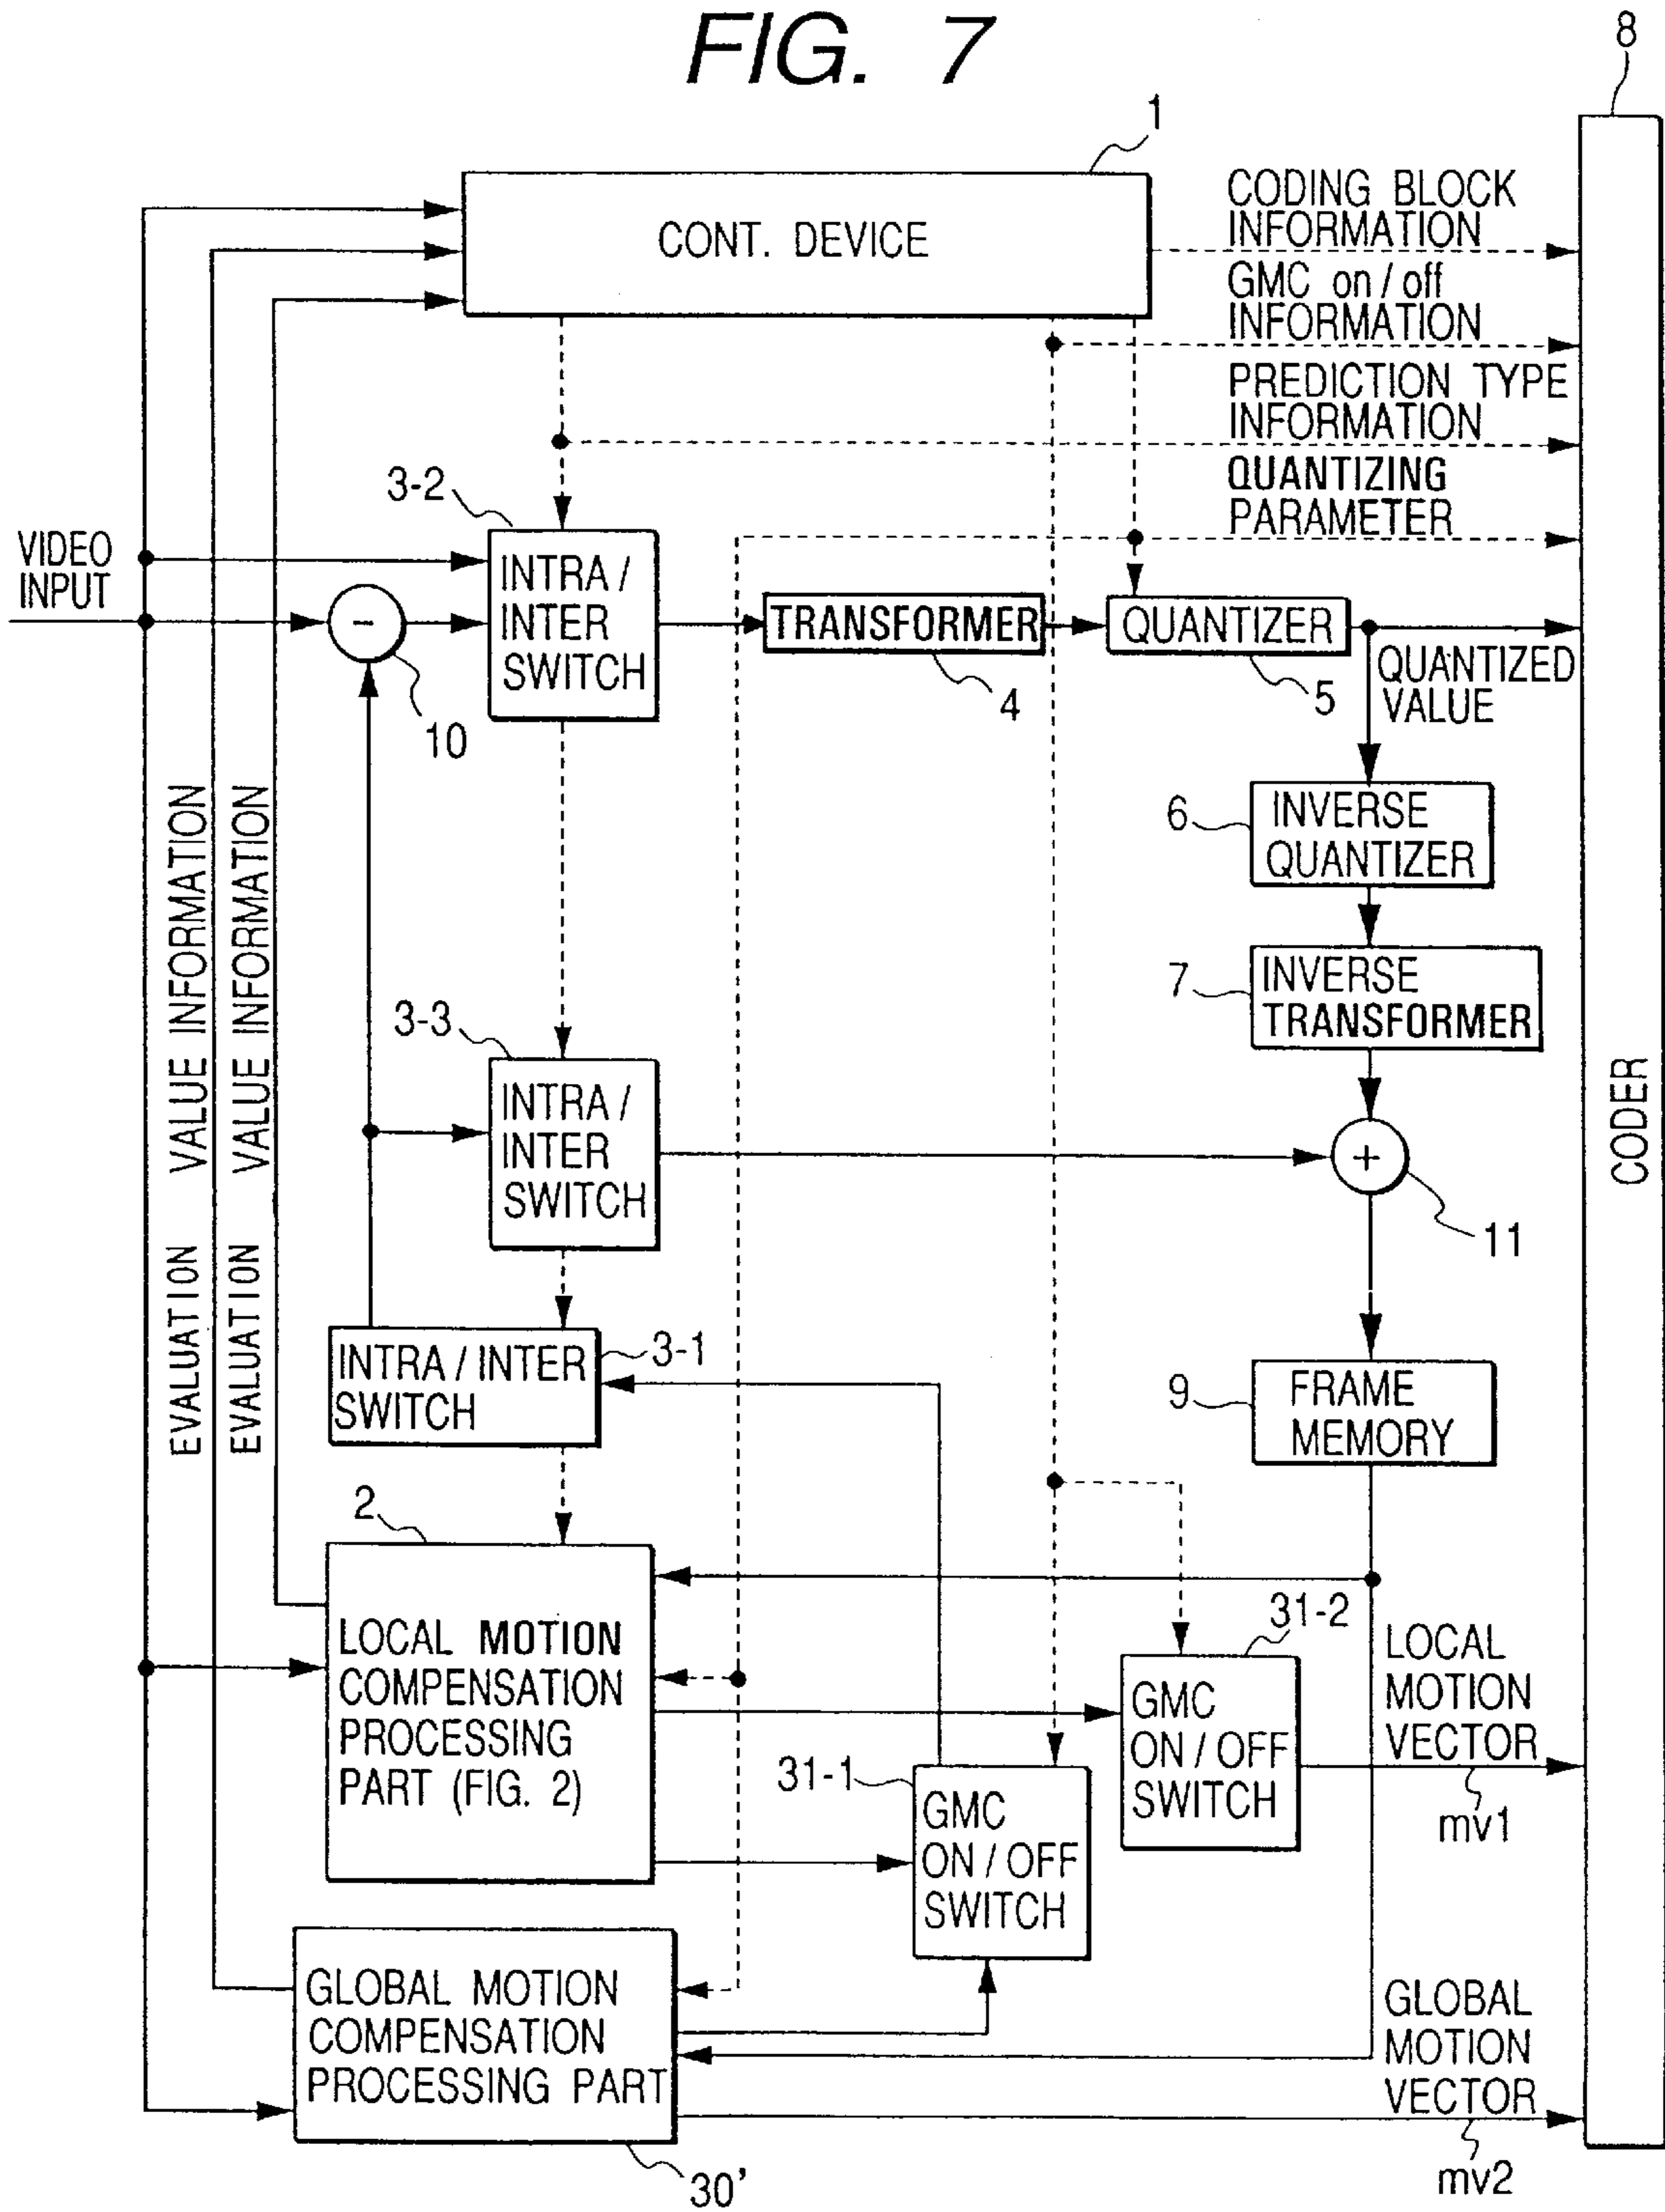 FIG. 7
8
1
CONT. DEVICE
CODING BLOCK
INFORMATION
GMC on / off
INFORMATION
PREDICTION TYPE
INFORMATION
QUANTIZING
PARAMETER
3-2
VIDEO
INPUT
INTRA /
INTER
SWITCH
-
10
TRANSFORMER
4
QUANTIZER
5
QUANTIZED
VALUE
6
INVERSE
QUANTIZER
7
INVERSE
TRANSFORMER
EVALUATION VALUE INFORMATION
EVALUATION VALUE INFORMATION
3-3
INTRA /
INTER
SWITCH
+
11
CODER
INTRA / INTER
SWITCH
3-1
9
FRAME
MEMORY
2
LOCAL MOTION
COMPENSATION
PROCESSING
PART (FIG. 2)
31-2
GMC
ON / OFF
SWITCH
LOCAL
MOTION
VECTOR
mv1
31-1
GMC
ON / OFF
SWITCH
GLOBAL MOTION
COMPENSATION
PROCESSING PART
30'
GLOBAL
MOTION
VECTOR
mv2